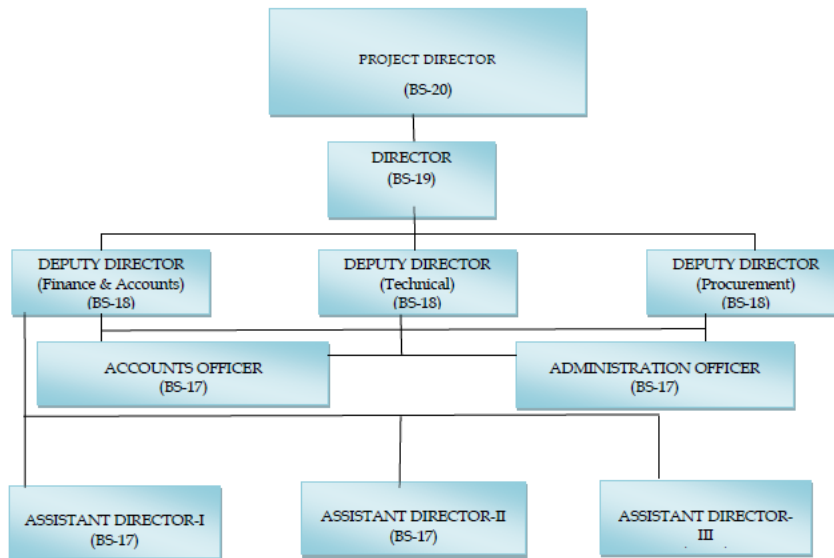 PROJECT DIRECTOR
(BS-20)
DIRECTOR
(BS-19)
DEPUTY DIRECTOR
(Finance & Accounts)
(BS-18)
DEPUTY DIRECTOR
(Technical)
(BS-18)
DEPUTY DIRECTOR
(Procurement)
(BS-18)
ACCOUNTS OFFICER
(BS-17)
ADMINISTRATION OFFICER
(BS-17)
ASSISTANT DIRECTOR-I
(BS-17)
ASSISTANT DIRECTOR-II
(BS-17)
ASSISTANT DIRECTOR-
III